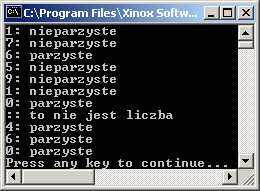 C:\Program Files\Xinox Softw...
1: nieparzyste
7: nieparzyste
6: parzyste
5: nieparzyste
9: nieparzyste
1: nieparzyste
0: parzyste
:: to nie jest liczba
4: parzyste
6: parzyste
0: parzyste
Press any key to continue...